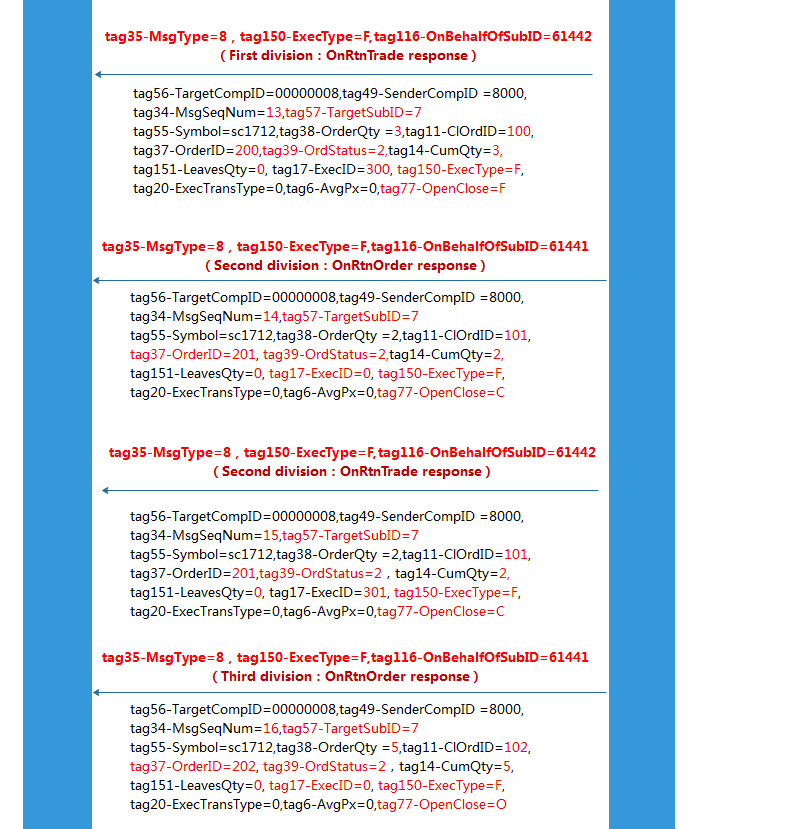 tag35-MsgType=8，tag150-ExecType=F,tag116-OnBehalfOfSubID=61442
（First division：OnRtnTrade response）
tag56-TargetCompID=00000008,tag49-SenderCompID =8000,
tag34-MsgSeqNum=13,tag57-TargetSubID=7
tag55-Symbol=sc1712,tag38-OrderQty =3,tag11-ClOrdID=100,
tag37-OrderID=200,tag39-OrdStatus=2,tag14-CumQty=3,
tag151-LeavesQty=0, tag17-ExecID=300, tag150-ExecType=F,
tag20-ExecTransType=0,tag6-AvgPx=0,tag77-OpenClose=F
tag35-MsgType=8，tag150-ExecType=F,tag116-OnBehalfOfSubID=61441
（Second division：OnRtnOrder response）
tag56-TargetCompID=00000008,tag49-SenderCompID =8000,
tag34-MsgSeqNum=14,tag57-TargetSubID=7
tag55-Symbol=sc1712,tag38-OrderQty =2,tag11-ClOrdID=101,
tag37-OrderID=201, tag39-OrdStatus=2,tag14-CumQty=2,
tag151-LeavesQty=0, tag17-ExecID=0, tag150-ExecType=F,
tag20-ExecTransType=0,tag6-AvgPx=0,tag77-OpenClose=C
tag35-MsgType=8，tag150-ExecType=F,tag116-OnBehalfOfSubID=61442
（Second division：OnRtnTrade response）
tag56-TargetCompID=00000008,tag49-SenderCompID =8000,
tag34-MsgSeqNum=15,tag57-TargetSubID=7
tag55-Symbol=sc1712,tag38-OrderQty =2,tag11-ClOrdID=101,
tag37-OrderID=201,tag39-OrdStatus=2，tag14-CumQty=2,
tag151-LeavesQty=0, tag17-ExecID=301, tag150-ExecType=F,
tag20-ExecTransType=0,tag6-AvgPx=0,tag77-OpenClose=C
tag35-MsgType=8，tag150-ExecType=F,tag116-OnBehalfOfSubID=61441
（Third division：OnRtnOrder response）
tag56-TargetCompID=00000008,tag49-SenderCompID =8000,
tag34-MsgSeqNum=16,tag57-TargetSubID=7
tag55-Symbol=sc1712,tag38-OrderQty =5,tag11-ClOrdID=102,
tag37-OrderID=202, tag39-OrdStatus=2，tag14-CumQty=5,
tag151-LeavesQty=0, tag17-ExecID=0, tag150-ExecType=F,
tag20-ExecTransType=0,tag6-AvgPx=0,tag77-OpenClose=O